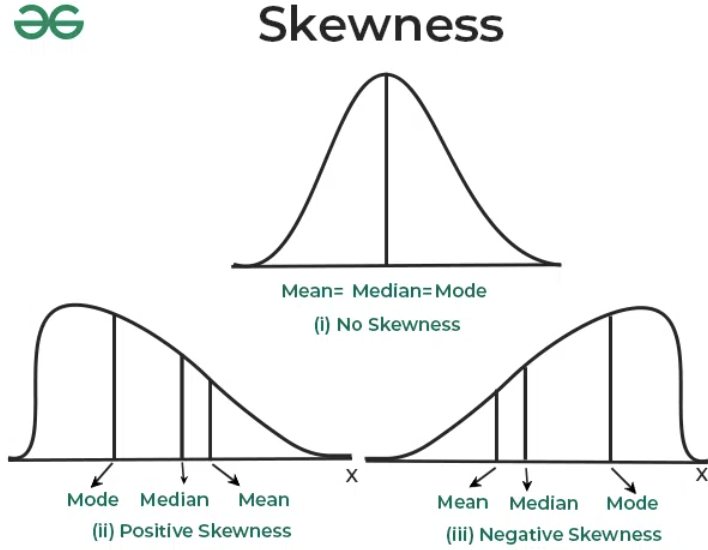 Skewness
Mean= Median=Mode
(i) No Skewness
X
X
Mode Median Mean
Mean Median Mode
(ii) Positive Skewness
(iii) Negative Skewness